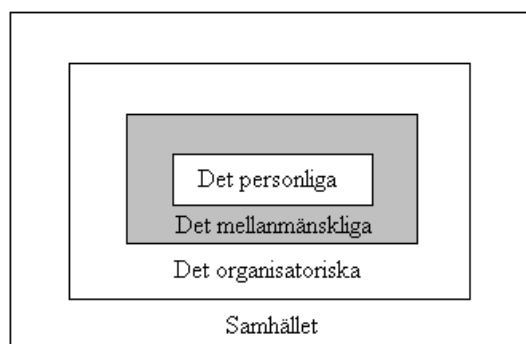 Det personliga
Det mellanmänskliga
Det organisatoriska
Samhället